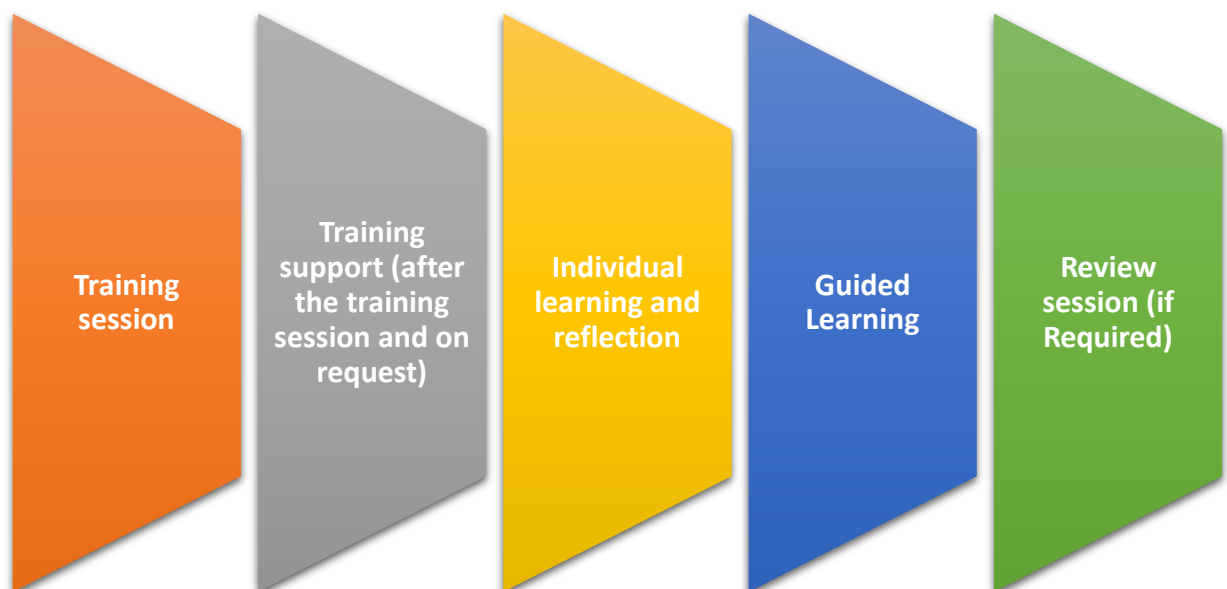 Training
session
Training
support (after
the training
session and on
request)
Individual
learning and
reflection
Guided
Learning
Review
session (if
Required)